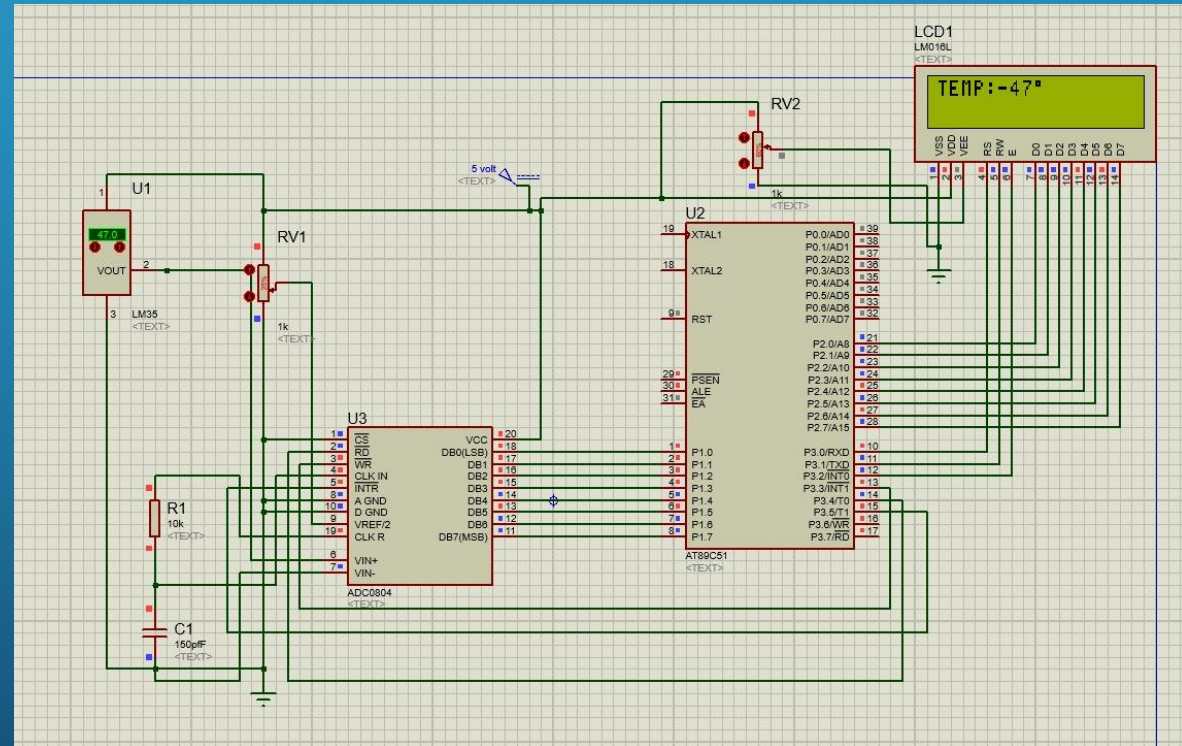 LCD1
LM016L
<TEXT>
TEMP:-47°
VSS VDD VEE RS RW E D0 D1 D2 D3 D4 D5 D6 D7
1 2 3 4 5 6 7 8 9 10 11 12 13 14
RV2
1k
<TEXT>
5 volt
<TEXT>
U1
1
47.0
VOUT 2
3
LM35
<TEXT>
RV1
1k
<TEXT>
U2
19 XTAL1 P0.0/AD0 39
P0.1/AD1 38
P0.2/AD2 37
18 XTAL2 P0.3/AD3 36
P0.4/AD4 35
P0.5/AD5 34
P0.6/AD6 33
9 RST P0.7/AD7 32
P2.0/A8 21
P2.1/A9 22
P2.2/A10 23
29 PSEN P2.3/A11 24
30 ALE P2.4/A12 25
31 EA P2.5/A13 26
P2.6/A14 27
P2.7/A15 28
1 P1.0 P3.0/RXD 10
2 P1.1 P3.1/TXD 11
3 P1.2 P3.2/INT0 12
4 P1.3 P3.3/INT1 13
5 P1.4 P3.4/T0 14
6 P1.5 P3.5/T1 15
7 P1.6 P3.6/WR 16
8 P1.7 P3.7/RD 17
AT89C51
<TEXT>
U3
1 CS VCC 20
2 RD DB0(LSB) 18
3 WR DB1 17
4 CLK IN DB2 16
5 INTR DB3 15
8 A GND DB4 14
10 D GND DB5 13
9 VREF/2 DB6 12
19 CLK R DB7(MSB) 11
6 VIN+
7 VIN-
ADC0804
<TEXT>
R1
10k
<TEXT>
C1
150pfF
<TEXT>